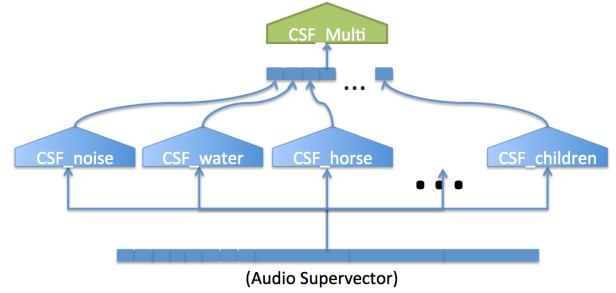 CSF_Multi
...
CSF_noise CSF_water CSF_horse CSF_children
...
(Audio Supervector)